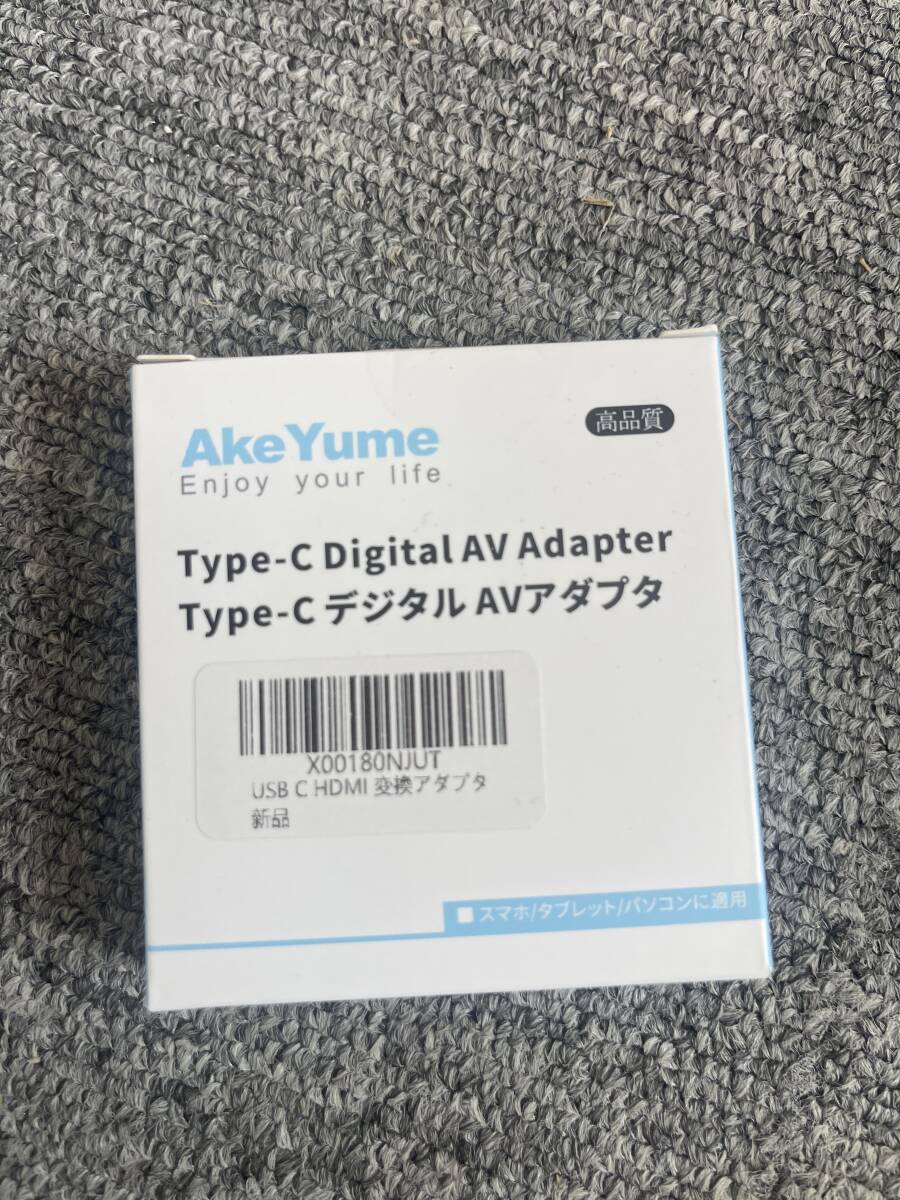 AkeYume
高品質
Enjoy your life
Type-C Digital AV Adapter
Type-C デジタル AVアダプタ
X00180NJUT
USB C HDMI 変換アダプタ
新品
■ スマホ/タブレット/パソコンに適用